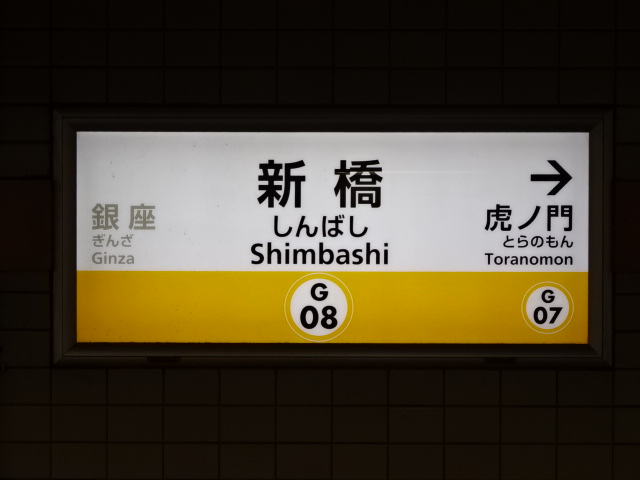 銀座
ぎんざ
Ginza
新橋
しんばし
Shimbashi
G
08
→
虎ノ門
とらのもん
Toranomon
G
07